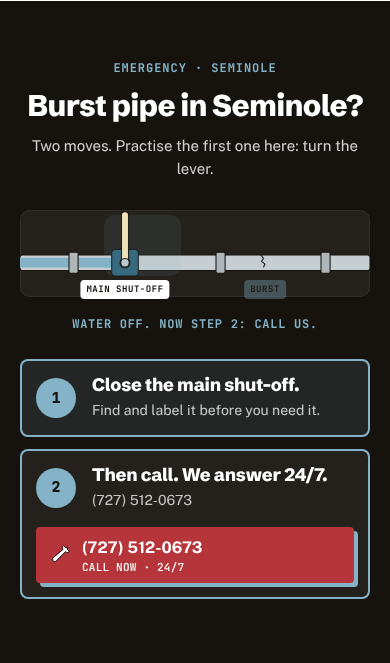 EMERGENCY · SEMINOLE
Burst pipe in Seminole?
Two moves. Practise the first one here: turn the
lever.
MAIN SHUT-OFF
BURST
WATER OFF. NOW STEP 2: CALL US.
1
Close the main shut-off.
Find and label it before you need it.
2
Then call. We answer 24/7.
(727) 512-0673
(727) 512-0673
CALL NOW · 24/7